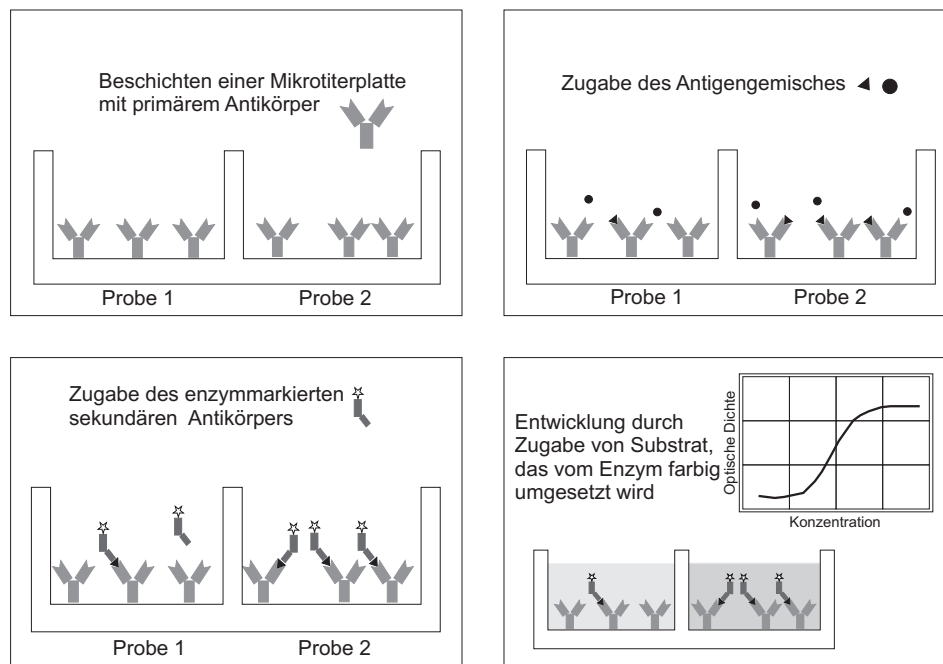 Beschichten einer Mikrotiterplatte
mit primärem Antikörper
Probe 1
Probe 2
Zugabe des Antigengemisches
Probe 1
Probe 2
Zugabe des enzymmarkierten
sekundären Antikörpers
Probe 1
Probe 2
Entwicklung durch
Zugabe von Substrat,
das vom Enzym farbig
umgesetzt wird
Optische Dichte
Konzentration